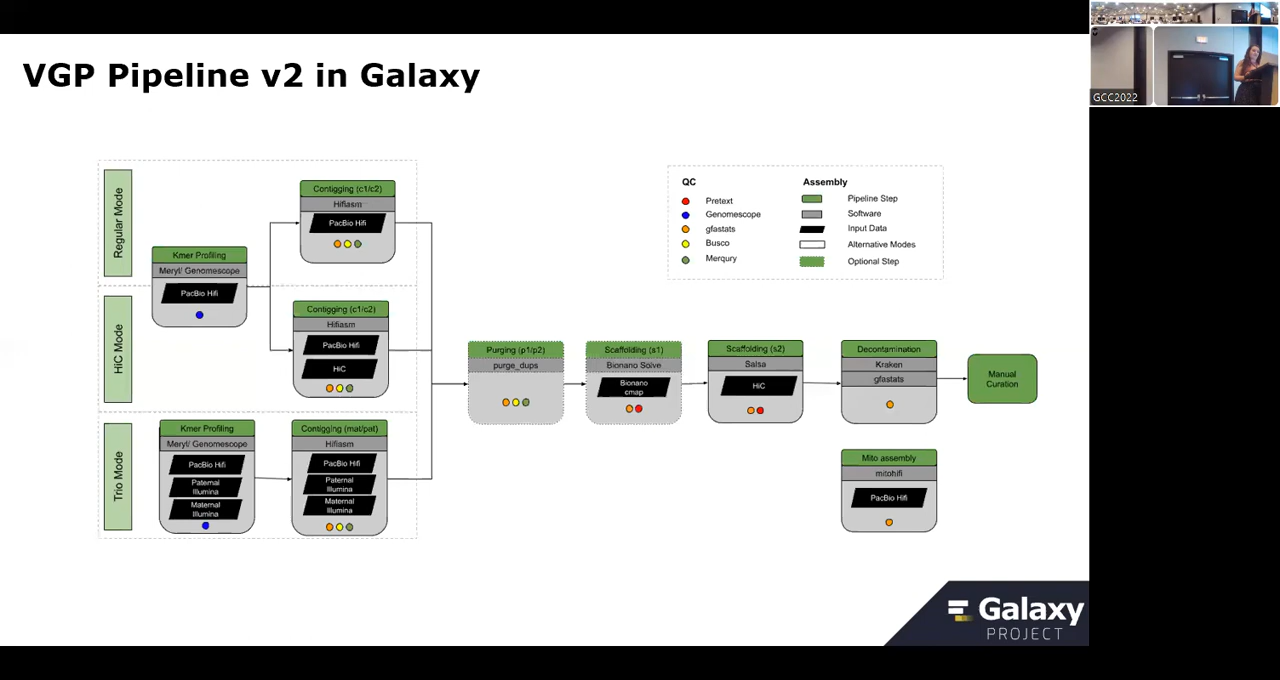 VGP Pipeline v2 in Galaxy
GCC2022
Regular Mode
HiC Mode
Trio Mode
Kmer Profiling
Meryl/ Genomescope
PacBio Hifi
Contigging (c1/c2)
Hifiasm
PacBio Hifi
Contigging (c1/c2)
Hifiasm
PacBio Hifi
HiC
Kmer Profiling
Meryl/ Genomescope
PacBio Hifi
Paternal
Illumina
Maternal
Illumina
Contigging (mat/pat)
Hifiasm
PacBio Hifi
Paternal
Illumina
Maternal
Illumina
Purging (p1/p2)
purge_dups
Scaffolding (s1)
Bionano Solve
Bionano
cmap
Scaffolding (s2)
Salsa
HiC
Decontamination
Kraken
gfastats
Manual
Curation
Mito assembly
mitohifi
PacBio Hifi
QC
Pretext
Genomescope
gfastats
Busco
Merqury
Assembly
Pipeline Step
Software
Input Data
Alternative Modes
Optional Step
Galaxy
PROJECT